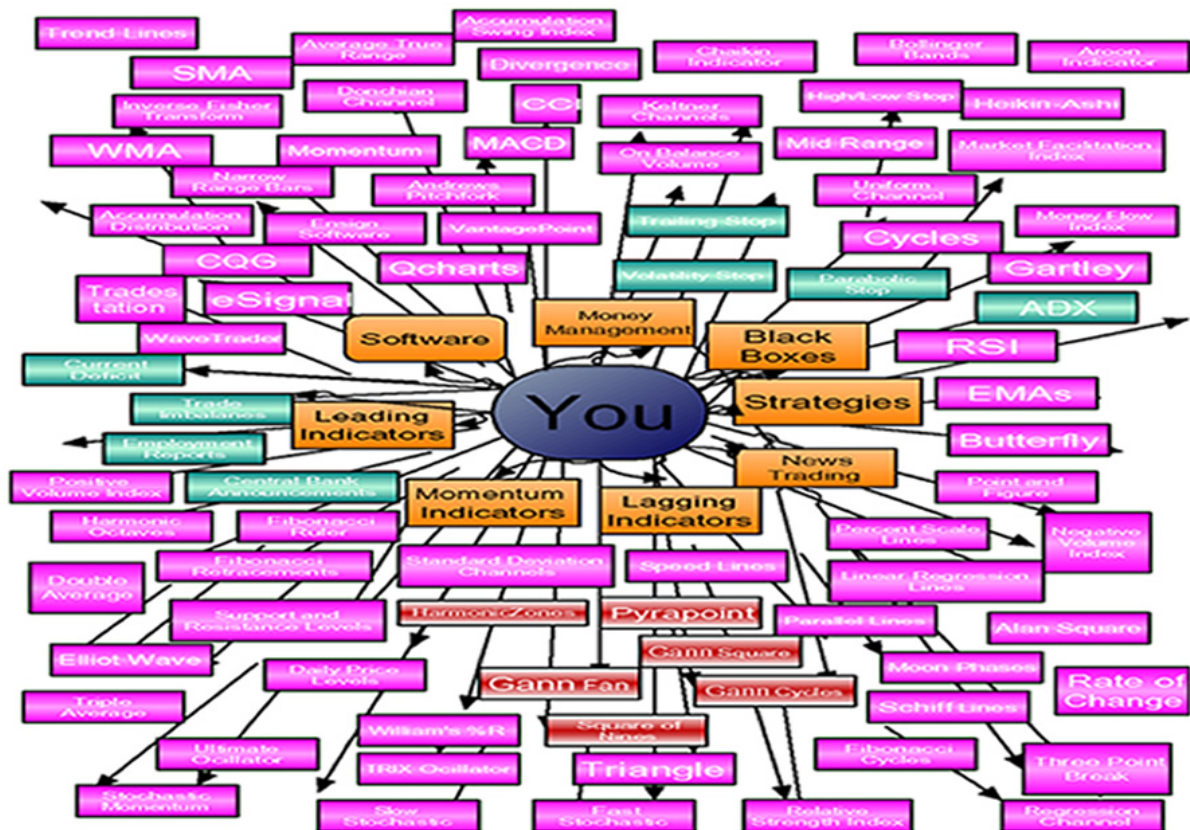 Trend Lines
Average True
Range
Accumulation
Swing Index
Chaikin
Indicator
Bollinger
Bands
Aroon
Indicator
SMA
Divergence
Inverse Fisher
Transform
Donchian
Channel
CCI
Keltner
Channels
High/Low Stop
Heikin-Ashi
WMA
Momentum
MACD
On Balance
Volume
Mid Range
Market Facilitation
Index
Narrow
Range Bars
Andrews
Pitchfork
Uniform
Channel
Accumulation
Distribution
Ensign
Software
VantagePoint
Trailing Stop
Cycles
Money Flow
Index
CQG
Qcharts
Volatility Stop
Parabolic
Stop
Gartley
Trades
tation
eSignal
ADX
WaveTrader
Software
Money
Management
Black
Boxes
RSI
Current
Deficit
Trade
Imbalanes
Leading
Indicators
You
Strategies
EMAs
Employment
Reports
Butterfly
Positive
Volume Index
Central Bank
Announcements
Momentum
Indicators
Lagging
Indicators
News
Trading
Point and
Figure
Harmonic
Octaves
Fibonacci
Ruler
Percent Scale
Lines
Negative
Volume
Index
Fibonacci
Retracements
Standard Deviation
Channels
Speed Lines
Linear Regression
Lines
Double
Average
Support and
Resistance Levels
HarmonicZones
Pyrapoint
Parallel Lines
Alan Square
Elliot Wave
Daily Price
Levels
Gann Fan
Gann Square
Gann Cycles
Moon Phases
Rate of
Change
Triple
Average
William's %R
Square of
Nines
Schiff Lines
Ultimate
Ocillator
TRIX Ocillator
Triangle
Fibonacci
Cycles
Three Point
Break
Stochastic
Momentum
Slow
Stochastic
Fast
Stochastic
Relative
Strength Index
Regression
Channel